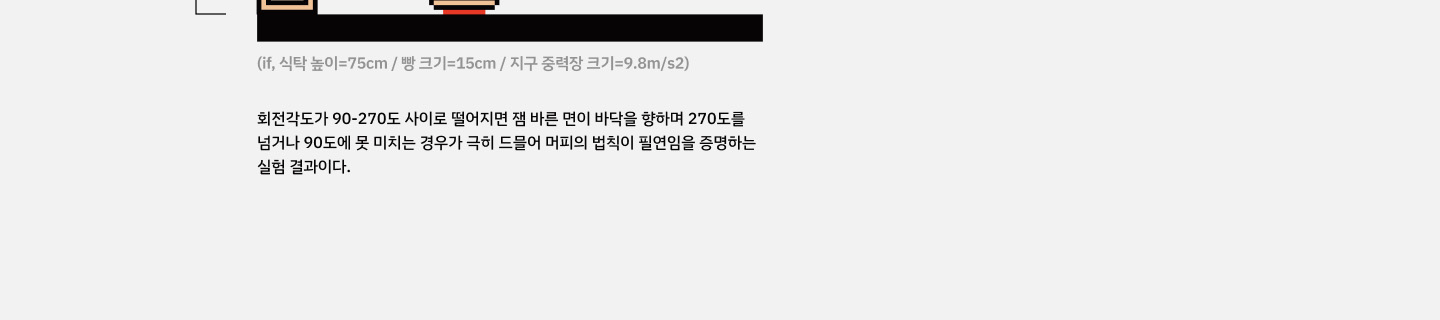 (if, 식탁 높이=75cm / 빵 크기=15cm / 지구 중력장 크기=9.8m/s2)
회전각도가 90-270도 사이로 떨어지면 잼 바른 면이 바닥을 향하며 270도를
넘거나 90도에 못 미치는 경우가 극히 드믈어 머피의 법칙이 필연임을 증명하는
실험 결과이다.